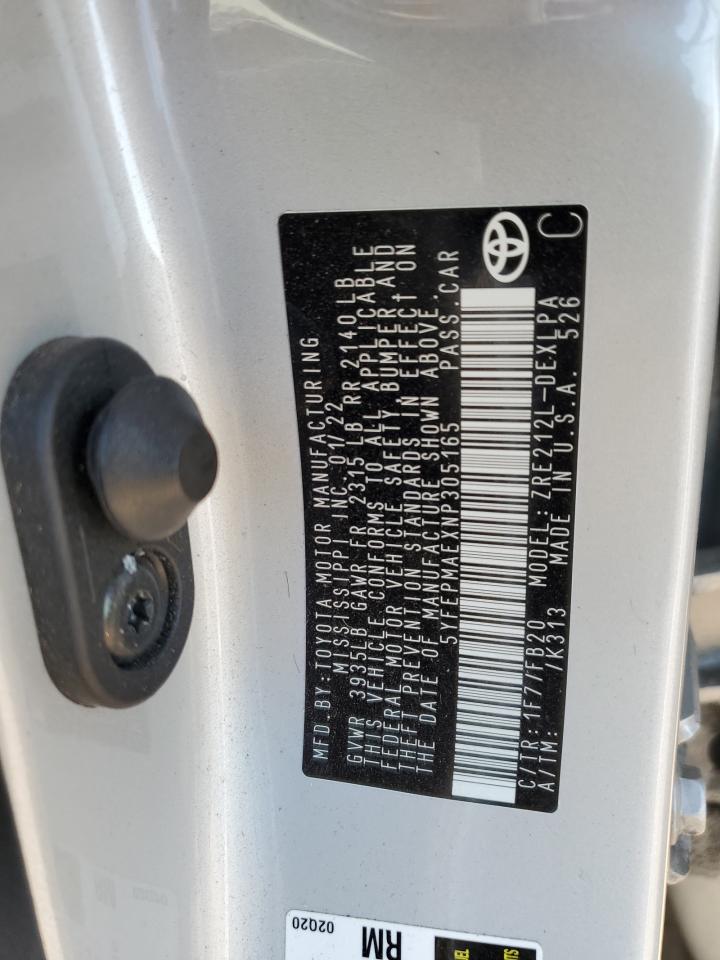 MFD.BY:TOYOTA MOTOR MANUFACTURING
MISSISSIPPI INC. 01/22
GVWR 3935LB GAWR FR 2315 LB RR 2140 LB
THIS VEHICLE CONFORMS TO ALL APPLICABLE
FEDERAL MOTOR VEHICLE SAFETY, BUMPER, AND
THEFT PREVENTION STANDARDS IN EFFECT ON
THE DATE OF MANUFACTURE SHOWN ABOVE.
5YFEPMAEXNP305165 PASS.CAR
C/TR: 1F7/FB20 MODEL: ZRE212L-DEXLPA
A/TM: /K313 MADE IN U.S.A. 526
C
02Q20
RM